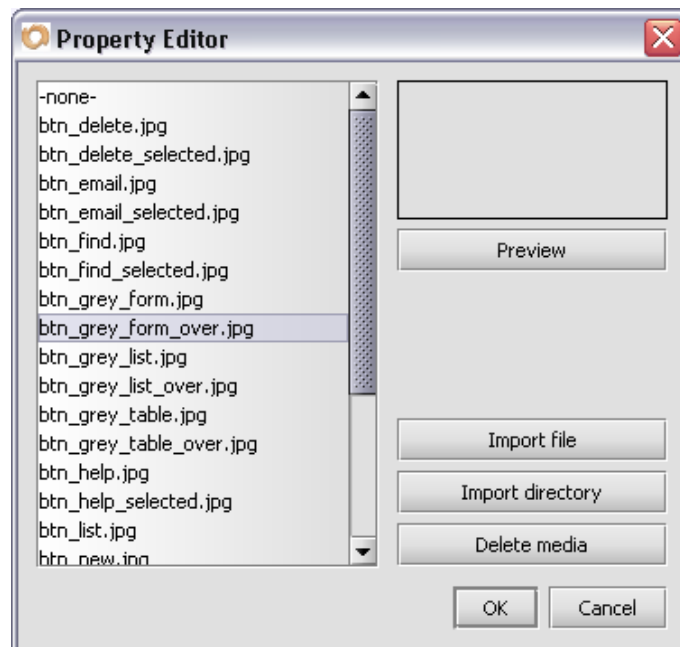 Property Editor
-none-
btn_delete.jpg
btn_delete_selected.jpg
btn_email.jpg
btn_email_selected.jpg
btn_find.jpg
btn_find_selected.jpg
btn_grey_form.jpg
btn_grey_form_over.jpg
btn_grey_list.jpg
btn_grey_list_over.jpg
btn_grey_table.jpg
btn_grey_table_over.jpg
btn_help.jpg
btn_help_selected.jpg
btn_list.jpg
btn_new.jpg
Preview
Import file
Import directory
Delete media
OK
Cancel